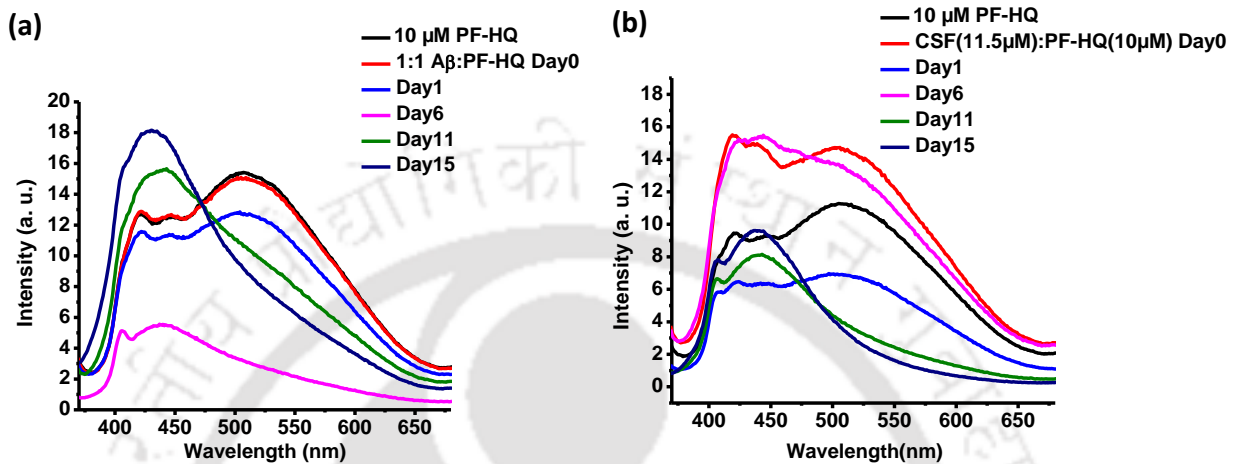 (a)
10 µM PF-HQ
1:1 Aβ:PF-HQ Day0
Day1
Day6
Day11
Day15
20
18
16
14
12
10
8
6
4
2
0
Intensity (a. u.)
400 450 500 550 600 650
Wavelength (nm)
(b)
10 µM PF-HQ
CSF(11.5µM):PF-HQ(10µM) Day0
Day1
Day6
Day11
Day15
18
16
14
12
10
8
6
4
2
0
Intensity (a. u.)
400 450 500 550 600 650
Wavelength(nm)